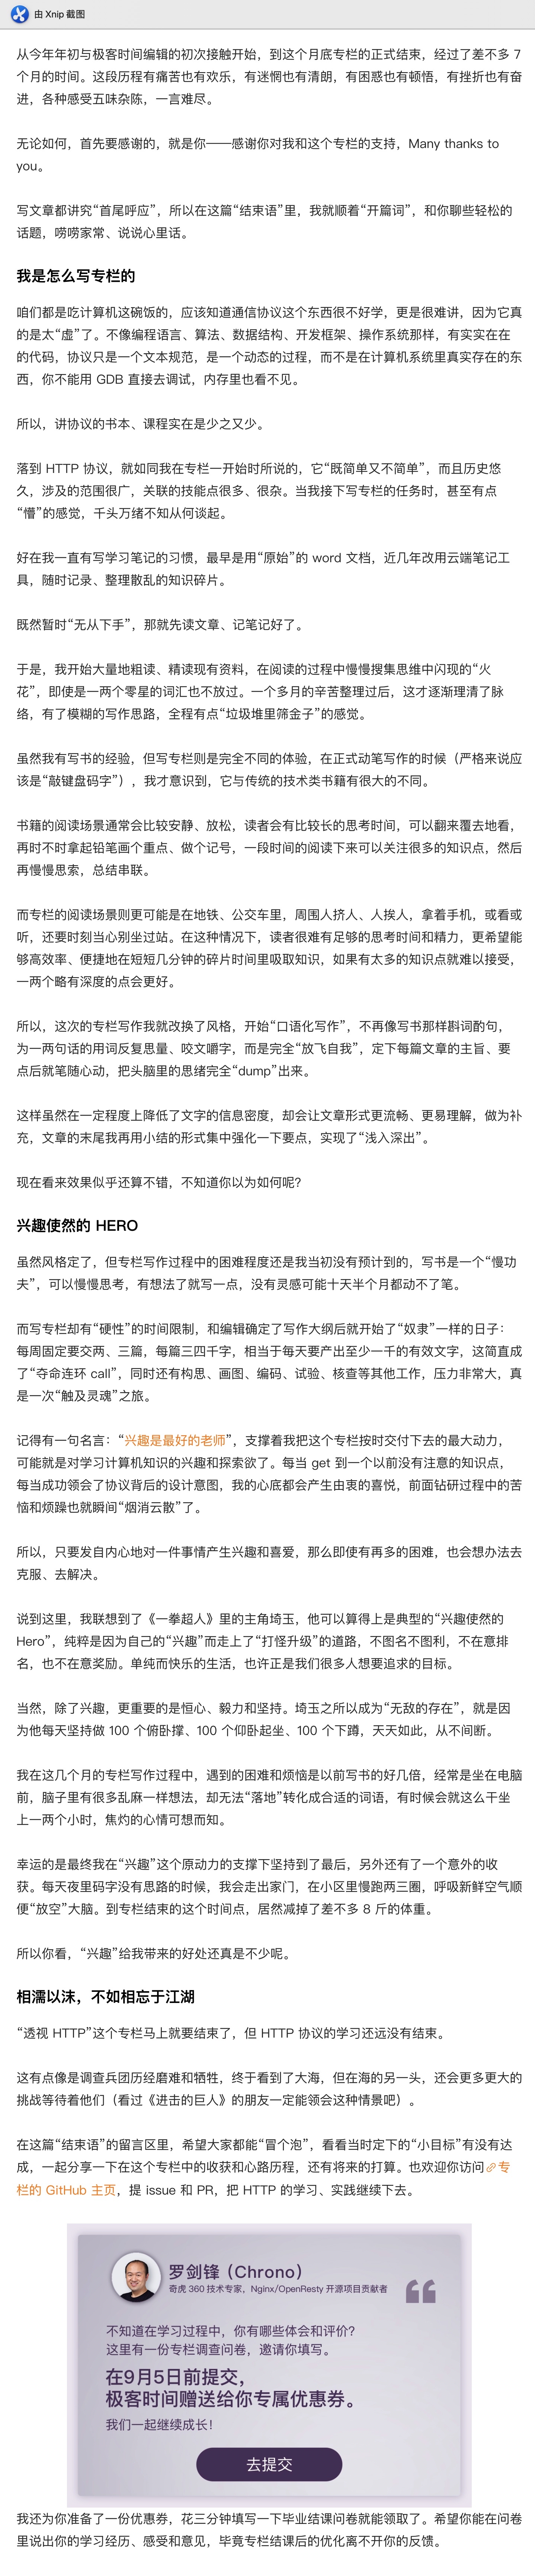 由 Xnip 截图
从今年年初与极客时间编辑的初次接触开始，到这个月底专栏的正式结束，经过了差不多 7
个月的时间。这段历程有痛苦也有欢乐，有迷惘也有清朗，有困惑也有顿悟，有挫折也有奋
进，各种感受五味杂陈，一言难尽。
无论如何，首先要感谢的，就是你——感谢你对我和这个专栏的支持，Many thanks to
you。
写文章都讲究“首尾呼应”，所以在这篇“结束语”里，我就顺着“开篇词”，和你聊些轻松的
话题，唠唠家常、说说心里话。
我是怎么写专栏的
咱们都是吃计算机这碗饭的，应该知道通信协议这个东西很不好学，更是很难讲，因为它真
的是太“虚”了。不像编程语言、算法、数据结构、开发框架、操作系统那样，有实实在在
的代码，协议只是一个文本规范，是一个动态的过程，而不是在计算机系统里真实存在的东
西，你不能用 GDB 直接去调试，内存里也看不见。
所以，讲协议的书本、课程实在是少之又少。
落到 HTTP 协议，就如同我在专栏一开始时所说的，它“既简单又不简单”，而且历史悠
久，涉及的范围很广，关联的技能点很多、很杂。当我接下写专栏的任务时，甚至有点
“懵”的感觉，千头万绪不知从何谈起。
好在我一直有写学习笔记的习惯，最早是用“原始”的 word 文档，近几年改用云端笔记工
具，随时记录、整理散乱的知识碎片。
既然暂时“无从下手”，那就先读文章、记笔记好了。
于是，我开始大量地粗读、精读现有资料，在阅读的过程中慢慢搜集思维中闪现的“火
花”，即使是一两个零星的词汇也不放过。一个多月的辛苦整理过后，这才逐渐理清了脉
络，有了模糊的写作思路，全程有点“垃圾堆里筛金子”的感觉。
虽然我有写书的经验，但写专栏则是完全不同的体验，在正式动笔写作的时候（严格来说应
该是“敲键盘码字”），我才意识到，它与传统的技术类书籍有很大的不同。
书籍的阅读场景通常会比较安静、放松，读者会有比较长的思考时间，可以翻来覆去地看，
再时不时拿起铅笔画个重点、做个记号，一段时间的阅读下来可以关注很多的知识点，然后
再慢慢思索，总结串联。
而专栏的阅读场景则更可能是在地铁、公交车里，周围人挤人、人挨人，拿着手机，或看或
听，还要时刻当心别坐过站。在这种情况下，读者很难有足够的思考时间和精力，更希望能
够高效率、便捷地在短短几分钟的碎片时间里吸取知识，如果有太多的知识点就难以接受，
一两个略有深度的点会更好。
所以，这次的专栏写作我就改换了风格，开始“口语化写作”，不再像写书那样斟词酌句，
为一两句话的用词反复思量、咬文嚼字，而是完全“放飞自我”，定下每篇文章的主旨、要
点后就笔随心动，把头脑里的思绪完全“dump”出来。
这样虽然在一定程度上降低了文字的信息密度，却会让文章形式更流畅、更易理解，做为补
充，文章的末尾我再用小结的形式集中强化一下要点，实现了“浅入深出”。
现在看来效果似乎还算不错，不知道你以为如何呢？
兴趣使然的 HERO
虽然风格定了，但专栏写作过程中的困难程度还是我当初没有预计到的，写书是一个“慢功
夫”，可以慢慢思考，有想法了就写一点，没有灵感可能十天半个月都动不了笔。
而写专栏却有“硬性”的时间限制，和编辑确定了写作大纲后就开始了“奴隶”一样的日子：
每周固定要交两、三篇，每篇三四千字，相当于每天要产出至少一千的有效文字，这简直成
了“夺命连环 call”，同时还有构思、画图、编码、试验、核查等其他工作，压力非常大，真
是一次“触及灵魂”之旅。
记得有一句名言：“兴趣是最好的老师”，支撑着我把这个专栏按时交付下去的最大动力，
可能就是对学习计算机知识的兴趣和探索欲了。每当 get 到一个以前没有注意的知识点，
每当成功领会了协议背后的设计意图，我的心底都会产生由衷的喜悦，前面钻研过程中的苦
恼和烦躁也就瞬间“烟消云散”了。
所以，只要发自内心地对一件事情产生兴趣和喜爱，那么即使有再多的困难，也会想办法去
克服、去解决。
说到这里，我联想到了《一拳超人》里的主角埼玉，他可以算得上是典型的“兴趣使然的
Hero”，纯粹是因为自己的“兴趣”而走上了“打怪升级”的道路，不图名不图利，不在意排
名，也不在意奖励。单纯而快乐的生活，也许正是我们很多人想要追求的目标。
当然，除了兴趣，更重要的是恒心、毅力和坚持。埼玉之所以成为“无敌的存在”，就是因
为他每天坚持做 100 个俯卧撑、100 个仰卧起坐、100 个下蹲，天天如此，从不间断。
我在这几个月的专栏写作过程中，遇到的困难和烦恼是以前写书的好几倍，经常是坐在电脑
前，脑子里有很多乱麻一样想法，却无法“落地”转化成合适的词语，有时候会就这么干坐
上一两个小时，焦灼的心情可想而知。
幸运的是最终我在“兴趣”这个原动力的支撑下坚持到了最后，另外还有了一个意外的收
获。每天夜里码字没有思路的时候，我会走出家门，在小区里慢跑两三圈，呼吸新鲜空气顺
便“放空”大脑。到专栏结束的这个时间点，居然减掉了差不多 8 斤的体重。
所以你看，“兴趣”给我带来的好处还真是不少呢。
相濡以沫，不如相忘于江湖
“透视 HTTP”这个专栏马上就要结束了，但 HTTP 协议的学习还远没有结束。
这有点像是调查兵团历经磨难和牺牲，终于看到了大海，但在海的另一头，还会更多更大的
挑战等待着他们（看过《进击的巨人》的朋友一定能领会这种情景吧）。
在这篇“结束语”的留言区里，希望大家都能“冒个泡”，看看当时定下的“小目标”有没有达
成，一起分享一下在这个专栏中的收获和心路历程，还有将来的打算。也欢迎你访问专
栏的 GitHub 主页，提 issue 和 PR，把 HTTP 的学习、实践继续下去。
罗剑锋（Chrono）
奇虎 360 技术专家，Nginx/OpenResty 开源项目贡献者
不知道在学习过程中，你有哪些体会和评价？
这里有一份专栏调查问卷，邀请你填写。
在9月5日前提交，
极客时间赠送给你专属优惠券。
我们一起继续成长！
去提交
我还为你准备了一份优惠券，花三分钟填写一下毕业结课问卷就能领取了。希望你能在问卷
里说出你的学习经历、感受和意见，毕竟专栏结课后的优化离不开你的反馈。